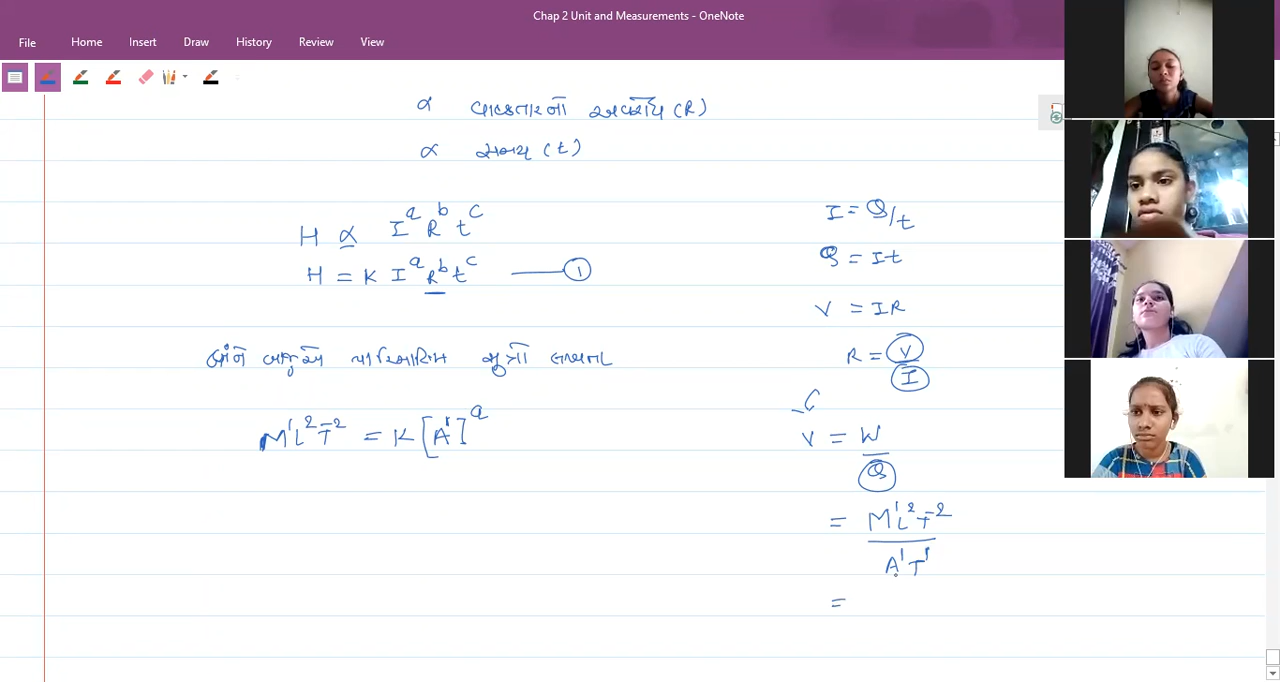 Chap 2 Unit and Measurements - OneNote
File Home Insert Draw History Review View
∝ વાહકતારનો અવરોધ (R)
∝ સમય (t)
H ∝ I^a R^b t^c
H = K I^a R^b t^c —— ①
બંને બાજુએ પારિમાણિક સુત્રો લખતા
M¹L²T⁻² = K [A¹]^a
I = Q/t
Q = It
V = IR
R = V/I
V = W/Q
= M¹L²T⁻²/A¹T¹
=